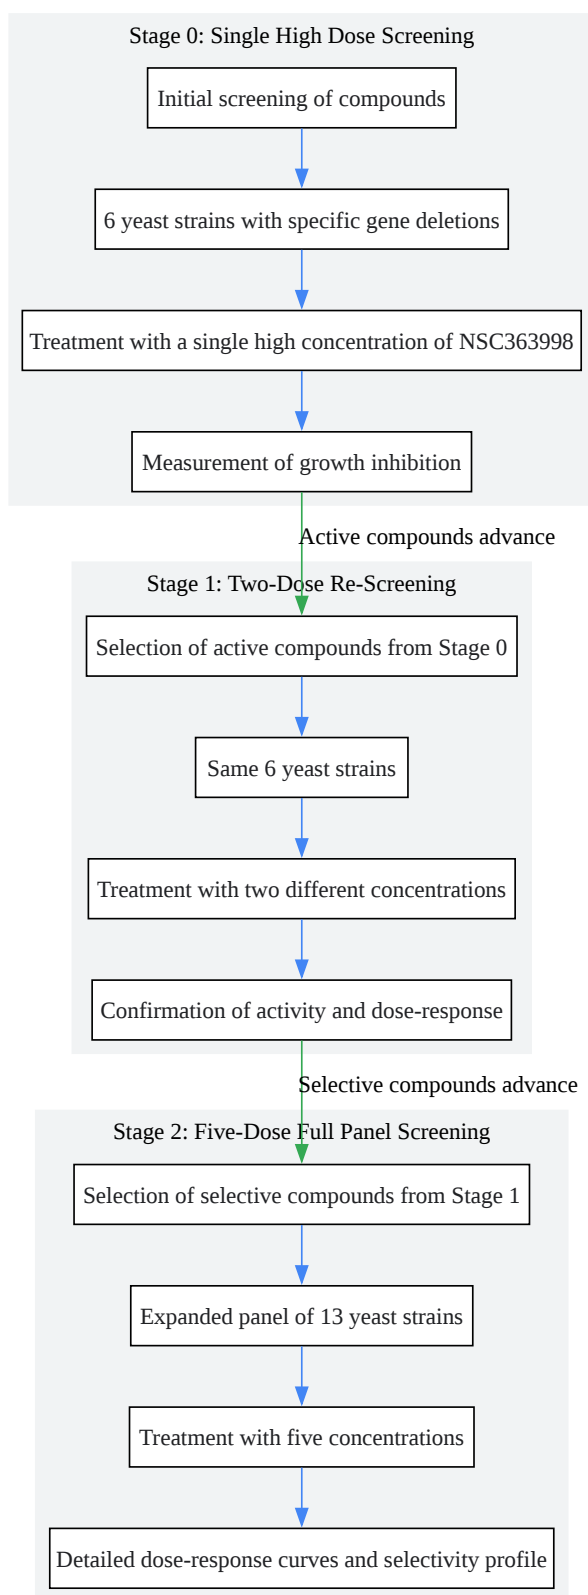 Stage 0: Single High Dose Screening
Initial screening of compounds
6 yeast strains with specific gene deletions
Treatment with a single high concentration of NSC363998
Measurement of growth inhibition
Active compounds advance
Stage 1: Two-Dose Re-Screening
Selection of active compounds from Stage 0
Same 6 yeast strains
Treatment with two different concentrations
Confirmation of activity and dose-response
Selective compounds advance
Stage 2: Five-Dose Full Panel Screening
Selection of selective compounds from Stage 1
Expanded panel of 13 yeast strains
Treatment with five concentrations
Detailed dose-response curves and selectivity profile